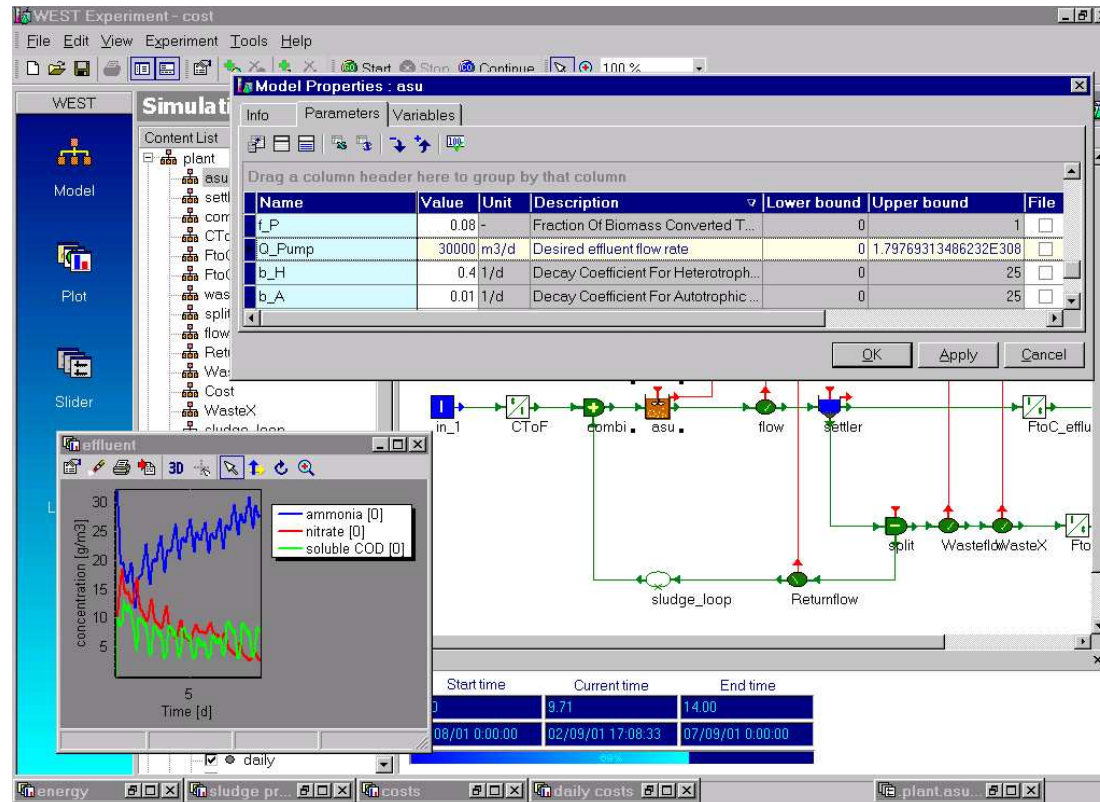 WEST Experiment - cost
File Edit View Experiment Tools Help
Start Stop Continue 100 %
WEST
Model
Plot
Slider
L
Simulati
Content List
plant
asu
settl
com
CTo
FtoC
FtoC
was
split
flow
Retu
Was
Cost
WasteX
sludge_loop
daily
Model Properties : asu
Info Parameters Variables
Drag a column header here to group by that column
Name Value Unit Description Lower bound Upper bound File
f_P 0.08 - Fraction Of Biomass Converted T... 0 1
Q_Pump 30000 m3/d Desired effluent flow rate 0 1.79769313486232E308
b_H 0.4 1/d Decay Coefficient For Heterotroph... 0 25
b_A 0.01 1/d Decay Coefficient For Autotrophic ... 0 25
OK Apply Cancel
in_1 CToF combi asu flow settler FtoC_efflu
split Wasteflow WasteX Fto
sludge_loop Returnflow
effluent
3D
ammonia [0]
nitrate [0]
soluble COD [0]
concentration [g/m3]
30
25
20
15
10
5
5
Time [d]
Start time Current time End time
9.71 14.00
08/01 0:00:00 02/09/01 17:08:33 07/09/01 0:00:00
69%
energy sludge pr... costs daily costs .plant.asu...